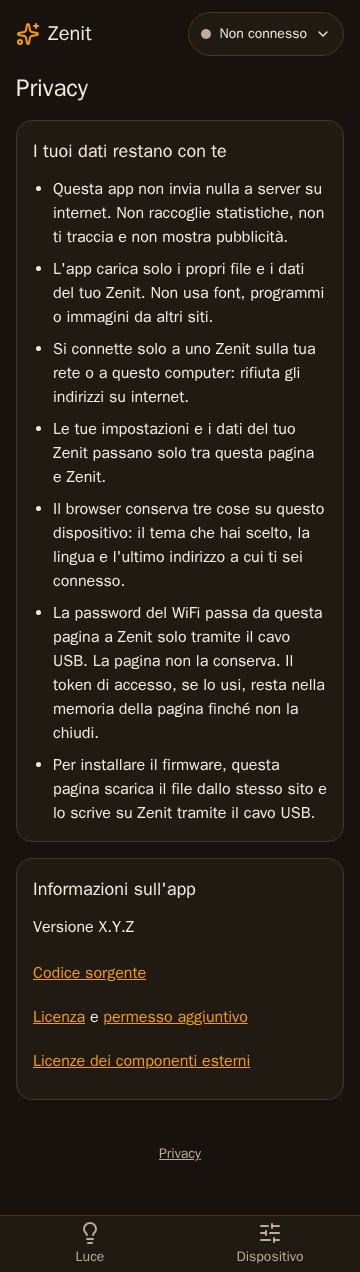 Zenit
Non connesso
Privacy
I tuoi dati restano con te
• Questa app non invia nulla a server su
internet. Non raccoglie statistiche, non
ti traccia e non mostra pubblicità.
• L'app carica solo i propri file e i dati
del tuo Zenit. Non usa font, programmi
o immagini da altri siti.
• Si connette solo a uno Zenit sulla tua
rete o a questo computer: rifiuta gli
indirizzi su internet.
• Le tue impostazioni e i dati del tuo
Zenit passano solo tra questa pagina
e Zenit.
• Il browser conserva tre cose su questo
dispositivo: il tema che hai scelto, la
lingua e l'ultimo indirizzo a cui ti sei
connesso.
• La password del WiFi passa da questa
pagina a Zenit solo tramite il cavo
USB. La pagina non la conserva. Il
token di accesso, se lo usi, resta nella
memoria della pagina finché non la
chiudi.
• Per installare il firmware, questa
pagina scarica il file dallo stesso sito e
lo scrive su Zenit tramite il cavo USB.
Informazioni sull'app
Versione X.Y.Z
Codice sorgente
Licenza e permesso aggiuntivo
Licenze dei componenti esterni
Privacy
Luce
Dispositivo